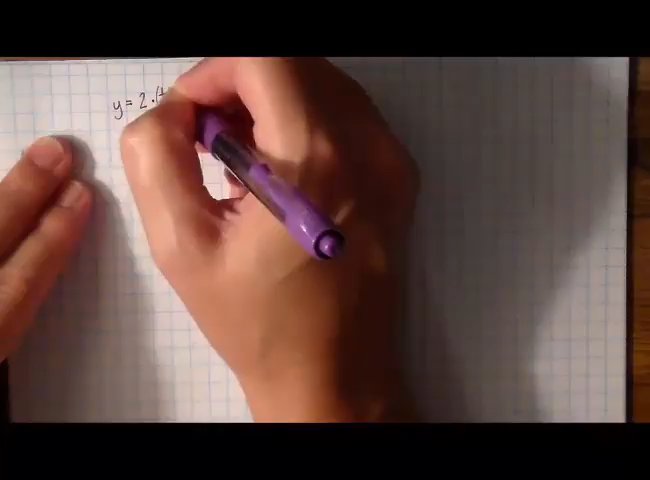 y = 2.